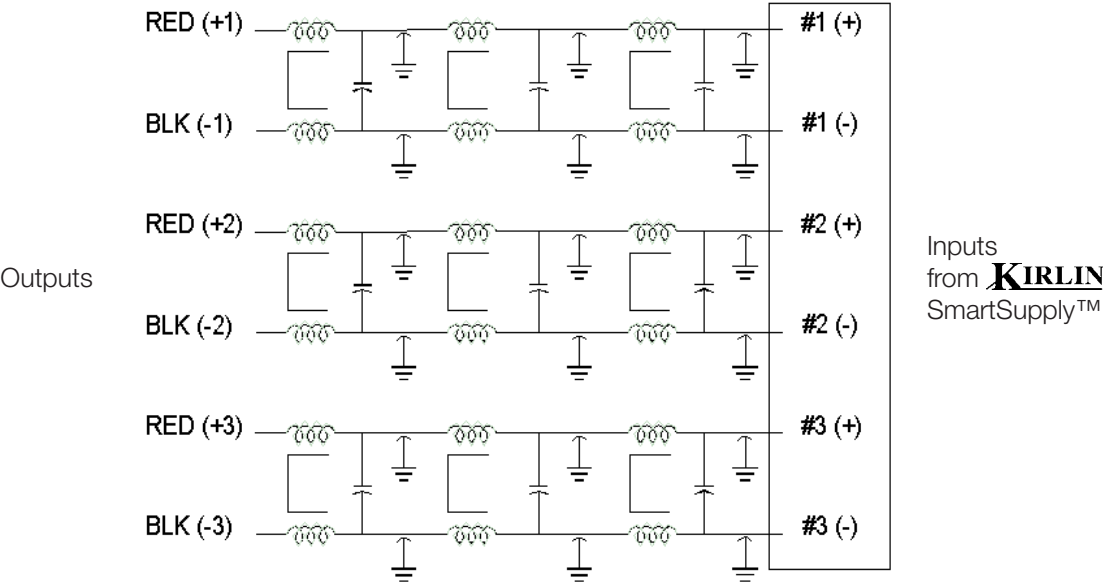 RED (+1) #1 (+)
BLK (-1) #1 (-)
RED (+2) #2 (+)
Outputs
Inputs
from KIRLIN
SmartSupply™
BLK (-2) #2 (-)
RED (+3) #3 (+)
BLK (-3) #3 (-)